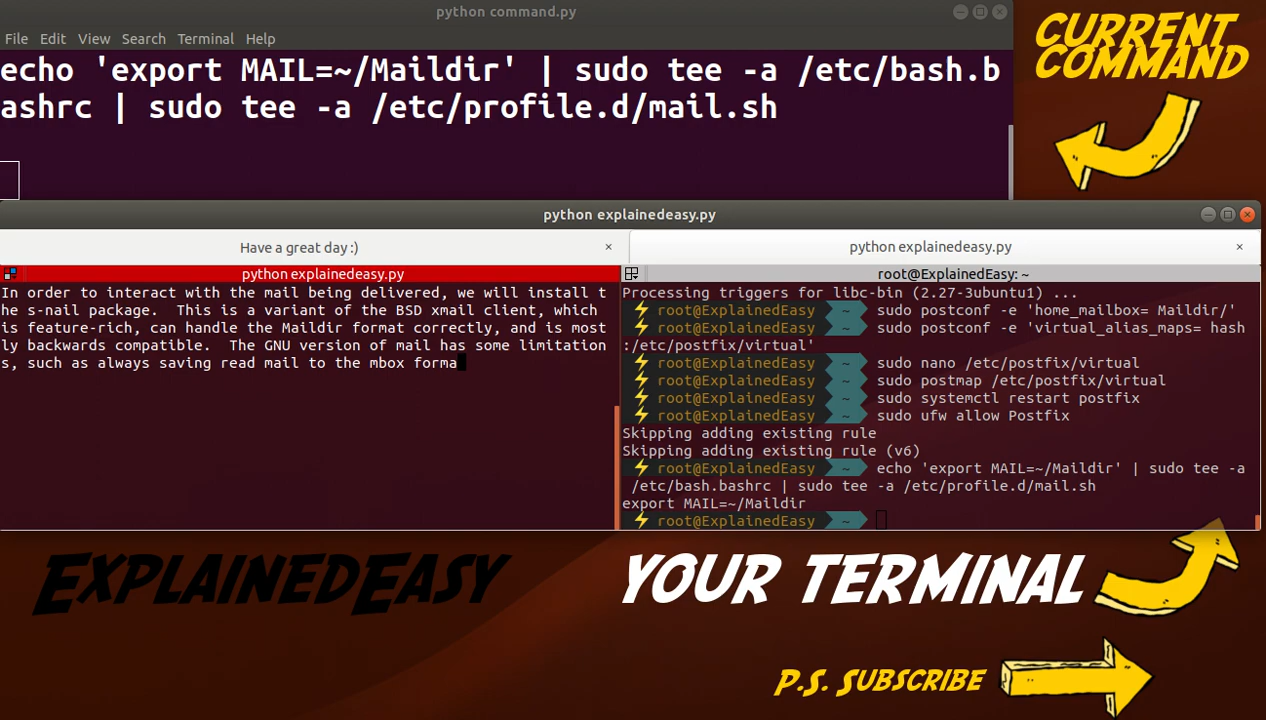 python command.py
File Edit View Search Terminal Help
echo 'export MAIL=~/Maildir' | sudo tee -a /etc/bash.b
ashrc | sudo tee -a /etc/profile.d/mail.sh
CURRENT
COMMAND
python explainedeasy.py
Have a great day :)
python explainedeasy.py
python explainedeasy.py
In order to interact with the mail being delivered, we will install t
he s-nail package.  This is a variant of the BSD xmail client, which
is feature-rich, can handle the Maildir format correctly, and is most
ly backwards compatible.  The GNU version of mail has some limitation
s, such as always saving read mail to the mbox forma
root@ExplainedEasy: ~
Processing triggers for libc-bin (2.27-3ubuntu1) ...
root@ExplainedEasy ~ sudo postconf -e 'home_mailbox= Maildir/'
root@ExplainedEasy ~ sudo postconf -e 'virtual_alias_maps= hash
:/etc/postfix/virtual'
root@ExplainedEasy ~ sudo nano /etc/postfix/virtual
root@ExplainedEasy ~ sudo postmap /etc/postfix/virtual
root@ExplainedEasy ~ sudo systemctl restart postfix
root@ExplainedEasy ~ sudo ufw allow Postfix
Skipping adding existing rule
Skipping adding existing rule (v6)
root@ExplainedEasy ~ echo 'export MAIL=~/Maildir' | sudo tee -a
/etc/bash.bashrc | sudo tee -a /etc/profile.d/mail.sh
export MAIL=~/Maildir
root@ExplainedEasy ~
EXPLAINEDEASY
YOUR TERMINAL
P.S. SUBSCRIBE